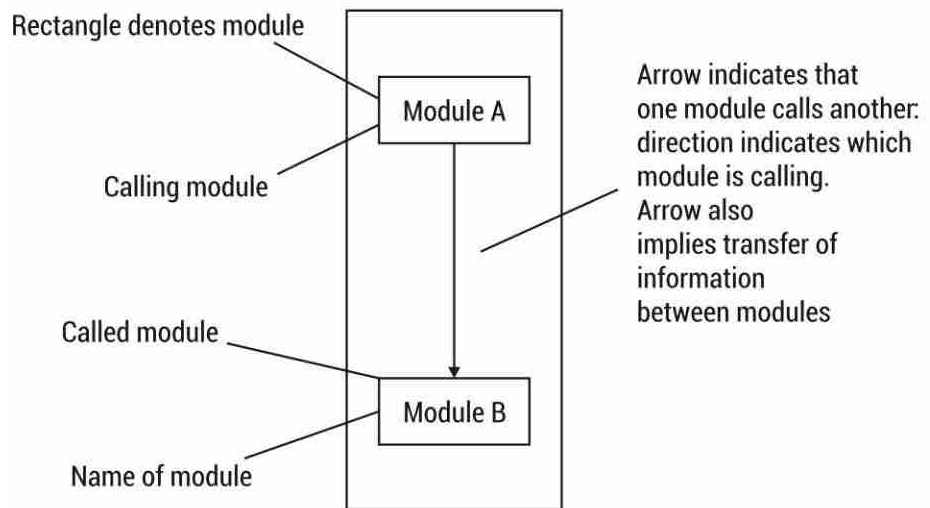 Rectangle denotes module
Module A
Calling module
Arrow indicates that
one module calls another:
direction indicates which
module is calling.
Arrow also
implies transfer of
information
between modules
Called module
Module B
Name of module